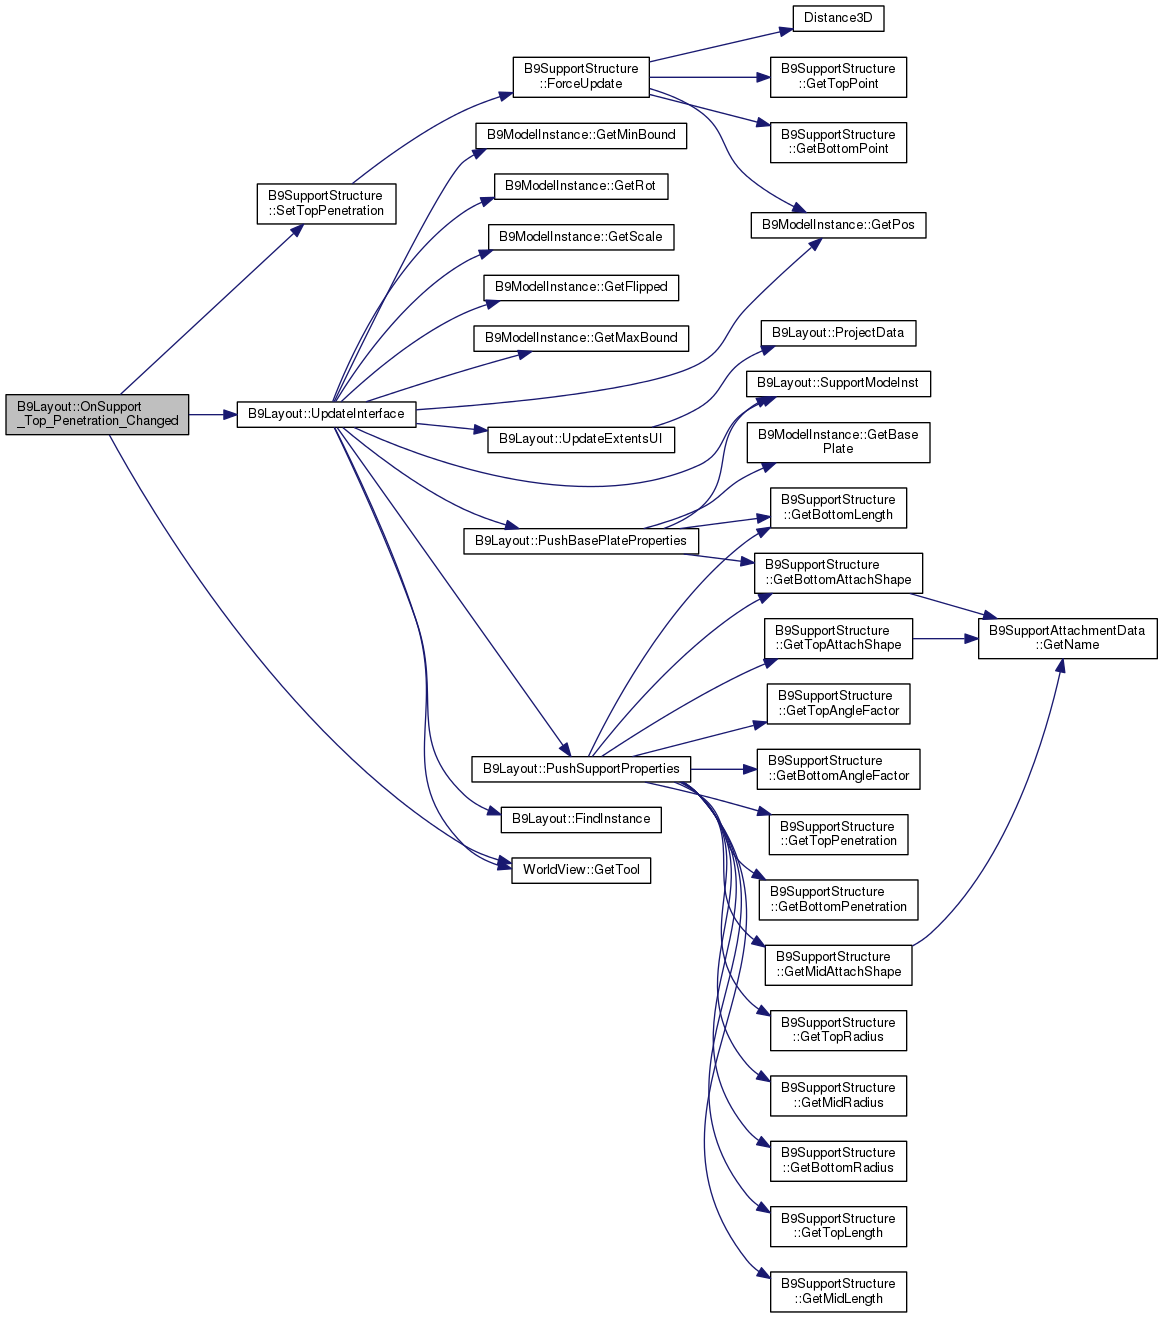 Distance3D
B9SupportStructure
::ForceUpdate
B9SupportStructure
::GetTopPoint
B9ModelInstance::GetMinBound
B9SupportStructure
::GetBottomPoint
B9ModelInstance::GetRot
B9SupportStructure
::SetTopPenetration
B9ModelInstance::GetPos
B9ModelInstance::GetScale
B9ModelInstance::GetFlipped
B9ModelInstance::GetMaxBound
B9Layout::ProjectData
B9Layout::SupportModeInst
B9Layout::OnSupport
_Top_Penetration_Changed
B9Layout::UpdateInterface
B9Layout::UpdateExtentsUI
B9ModelInstance::GetBase
Plate
B9SupportStructure
::GetBottomLength
B9Layout::PushBasePlateProperties
B9SupportStructure
::GetBottomAttachShape
B9SupportStructure
::GetTopAttachShape
B9SupportAttachmentData
::GetName
B9SupportStructure
::GetTopAngleFactor
B9Layout::PushSupportProperties
B9SupportStructure
::GetBottomAngleFactor
B9Layout::FindInstance
B9SupportStructure
::GetTopPenetration
WorldView::GetTool
B9SupportStructure
::GetBottomPenetration
B9SupportStructure
::GetMidAttachShape
B9SupportStructure
::GetTopRadius
B9SupportStructure
::GetMidRadius
B9SupportStructure
::GetBottomRadius
B9SupportStructure
::GetTopLength
B9SupportStructure
::GetMidLength